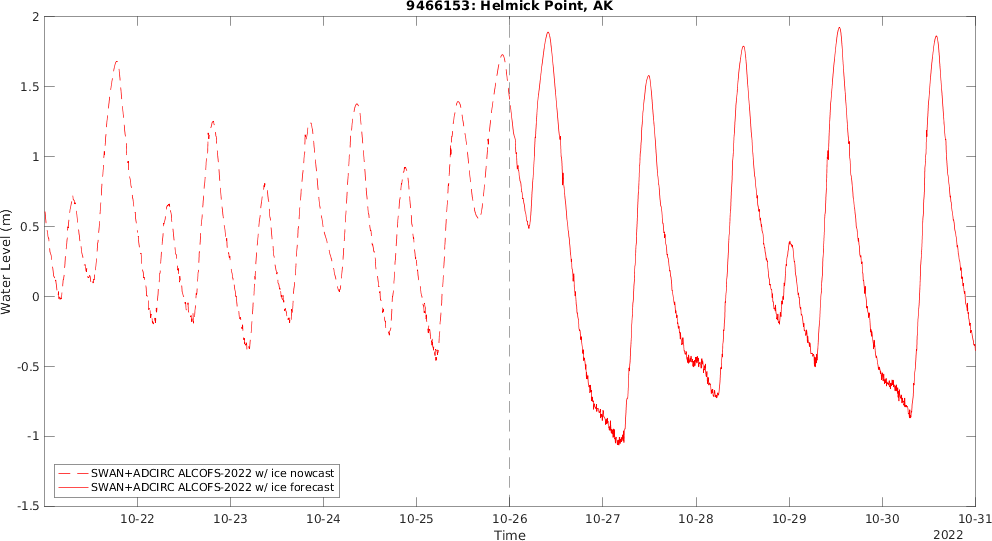 9466153: Helmick Point, AK
2
1.5
1
0.5
0
-0.5
-1
-1.5
Water Level (m)
SWAN+ADCIRC ALCOFS-2022 w/ ice nowcast
SWAN+ADCIRC ALCOFS-2022 w/ ice forecast
10-22 10-23 10-24 10-25 10-26 10-27 10-28 10-29 10-30 10-31
Time
2022